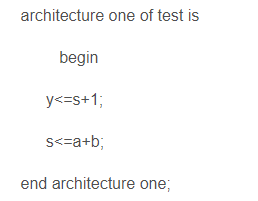 architecture one of test is
begin
y<=s+1;
s<=a+b;
end architecture one;